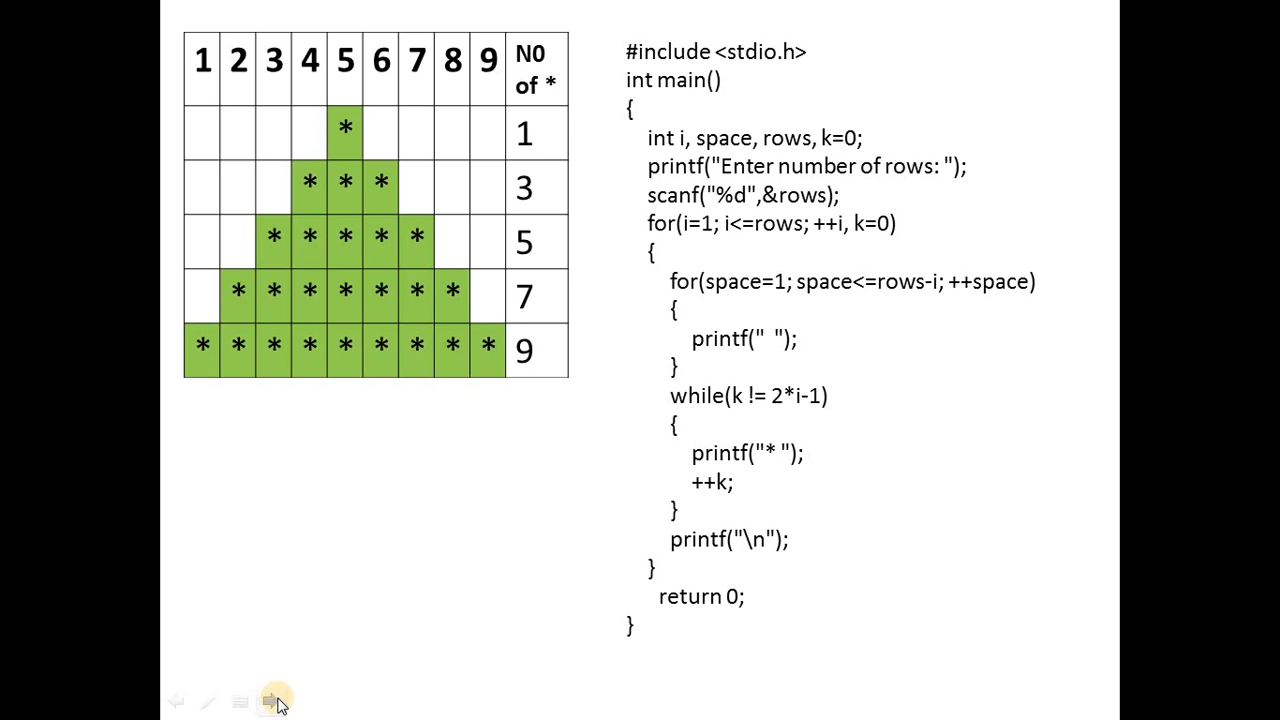 1 2 3 4 5 6 7 8 9 N0 of *
* 1
* * * 3
* * * * * 5
* * * * * * * 7
* * * * * * * * * 9
#include <stdio.h>
int main()
{
int i, space, rows, k=0;
printf("Enter number of rows: ");
scanf("%d",&rows);
for(i=1; i<=rows; ++i, k=0)
{
for(space=1; space<=rows-i; ++space)
{
printf("  ");
}
while(k != 2*i-1)
{
printf("* ");
++k;
}
printf("\n");
}
return 0;
}